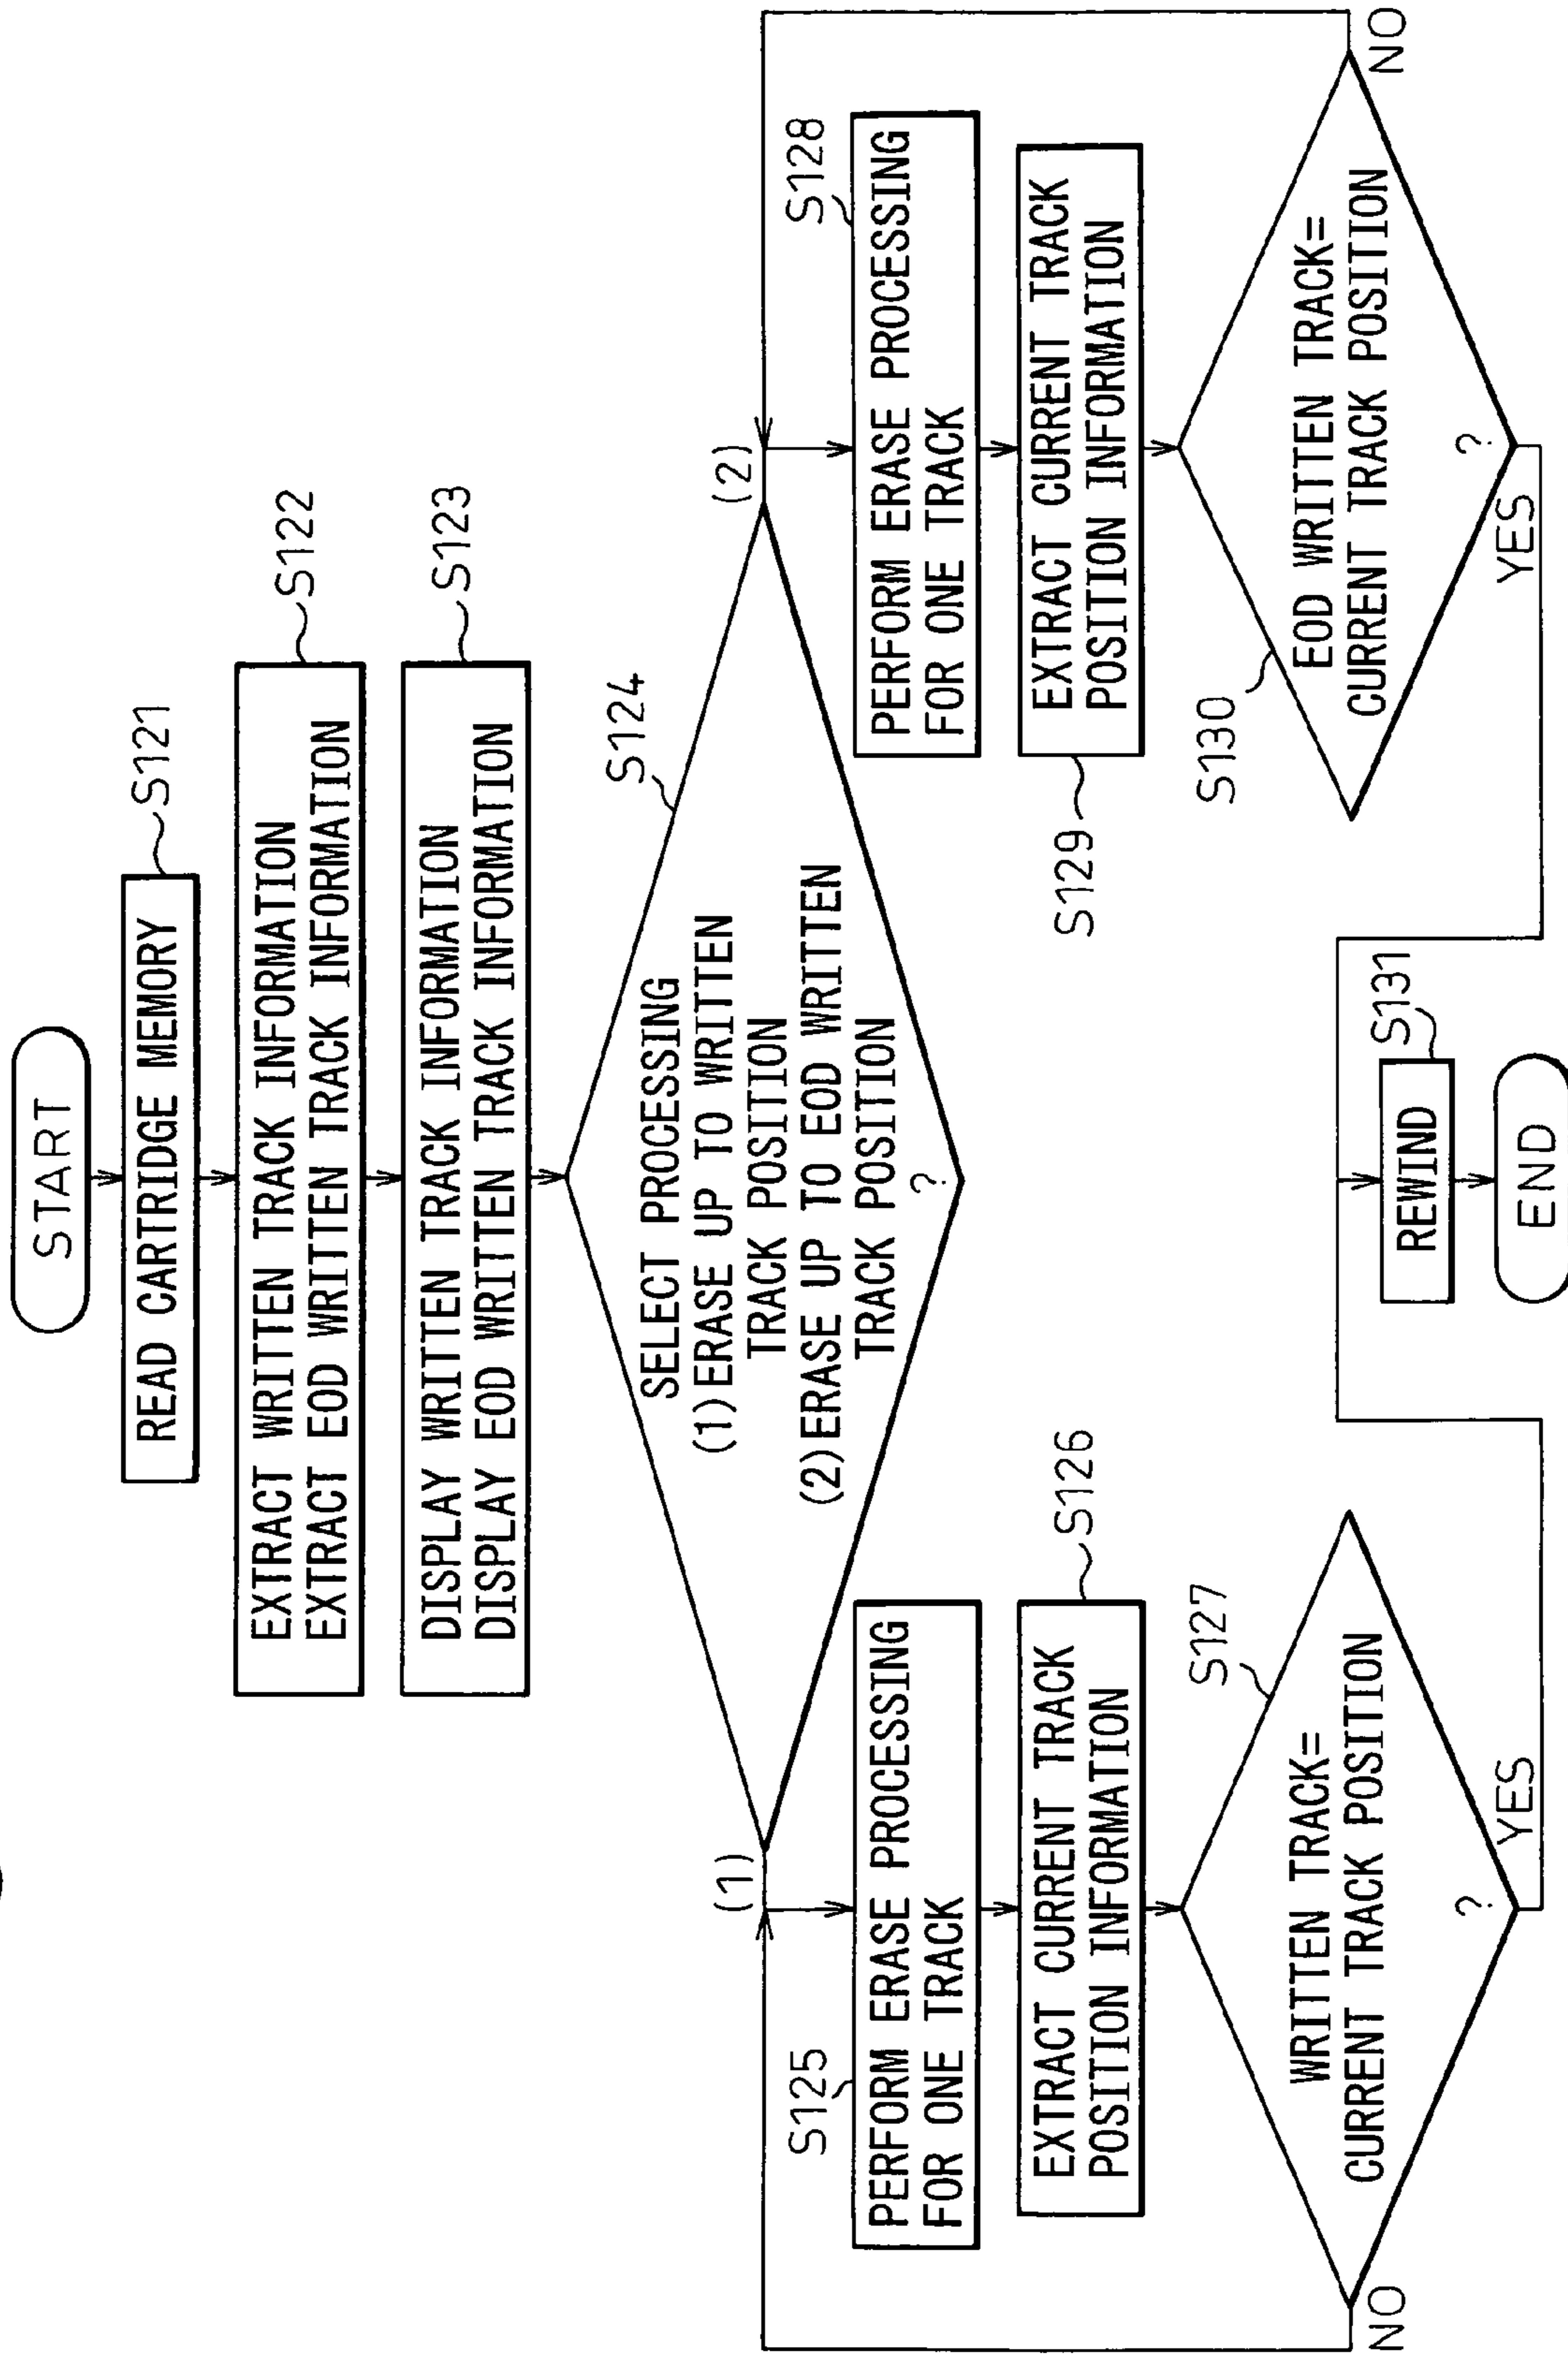 START
READ CARTRIDGE MEMORY
S121
EXTRACT WRITTEN TRACK INFORMATION
EXTRACT EOD WRITTEN TRACK INFORMATION
S122
DISPLAY WRITTEN TRACK INFORMATION
DISPLAY EOD WRITTEN TRACK INFORMATION
S123
S124
SELECT PROCESSING
(1) ERASE UP TO WRITTEN
TRACK POSITION
(2) ERASE UP TO EOD WRITTEN
TRACK POSITION
?
(1)
S125
PERFORM ERASE PROCESSING
FOR ONE TRACK
S126
EXTRACT CURRENT TRACK
POSITION INFORMATION
S127
WRITTEN TRACK=
CURRENT TRACK POSITION
?
NO
YES
(2)
S128
PERFORM ERASE PROCESSING
FOR ONE TRACK
EXTRACT CURRENT TRACK
POSITION INFORMATION
S129
S130
EOD WRITTEN TRACK=
CURRENT TRACK POSITION
?
NO
YES
S131
REWIND
END